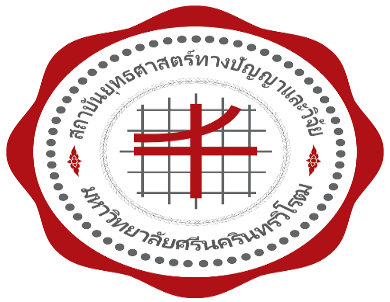 สถาบันยุทธศาสตร์ทางปัญญาและวิจัย
มหาวิทยาลัยศรีนครินทรวิโรฒ